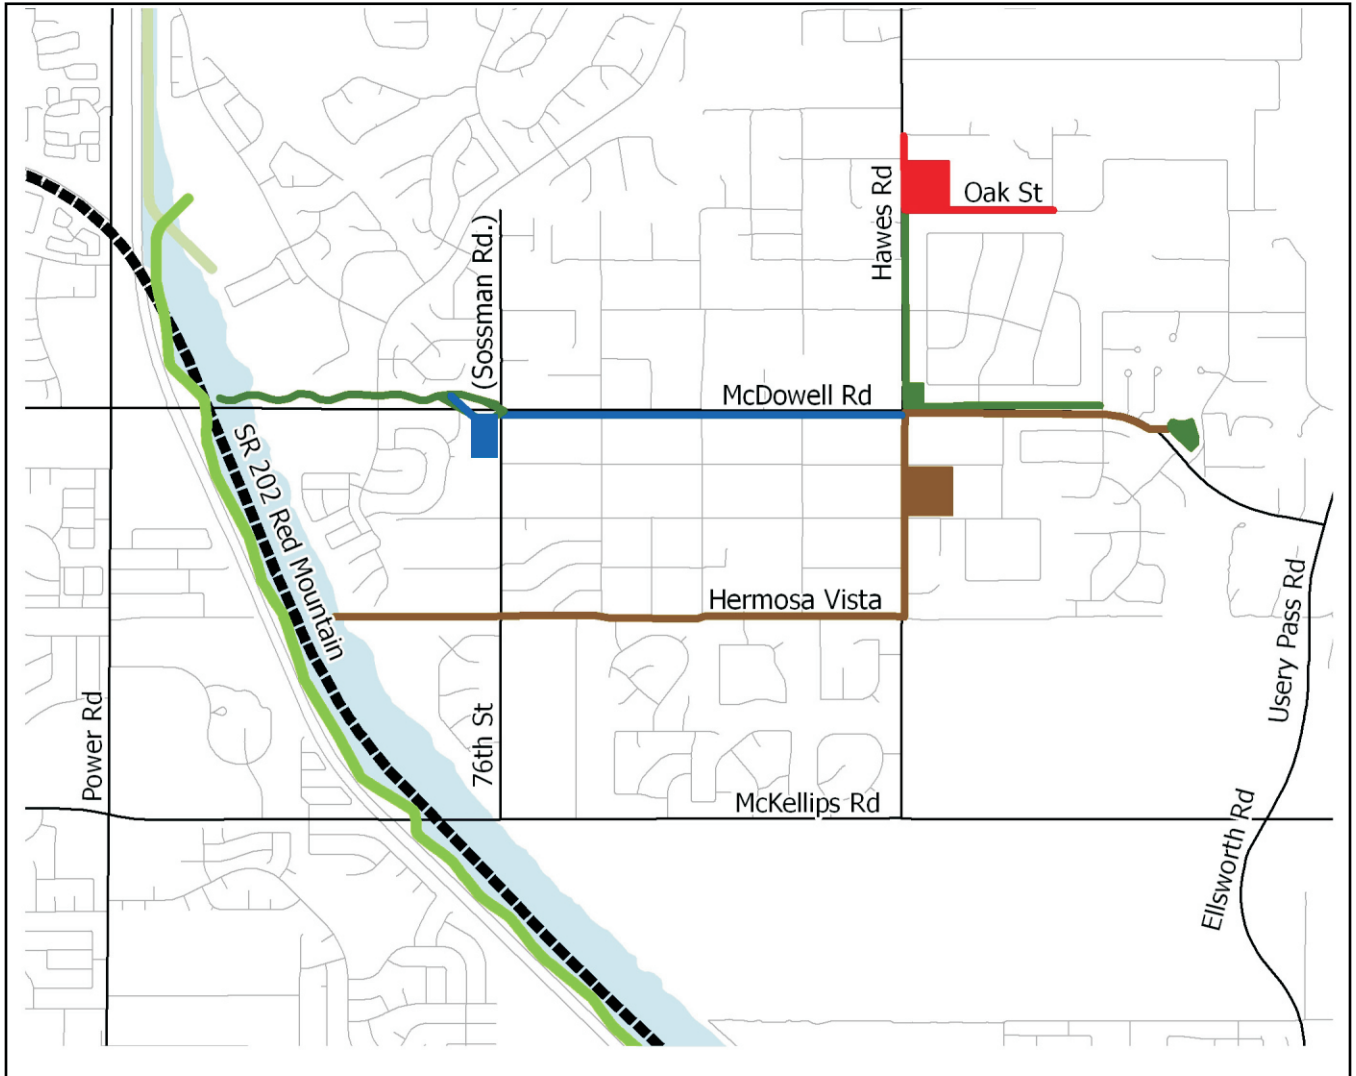 Hawes Rd
Oak St
(Sossman Rd.)
McDowell Rd
SR 202 Red Mountain
Hermosa Vista
Usery Pass Rd
Power Rd
76th St
McKellips Rd
Ellsworth Rd